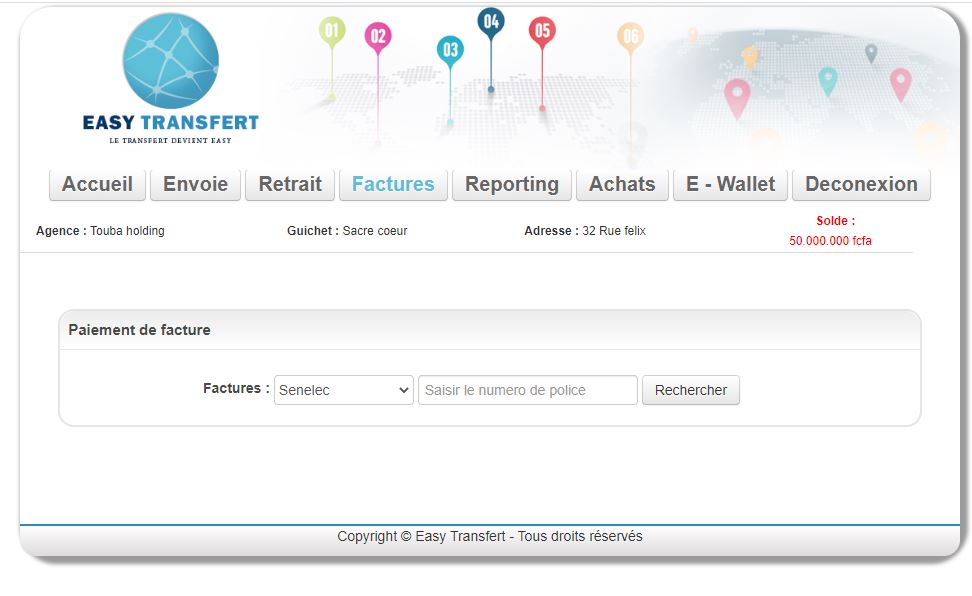 01 02 03 04 05 06
EASY TRANSFERT
LE TRANSFERT DEVIENT EASY
Accueil Envoie Retrait Factures Reporting Achats E - Wallet Deconexion
Agence : Touba holding Guichet : Sacre coeur Adresse : 32 Rue felix Solde :
50.000.000 fcfa
Paiement de facture
Factures : Senelec Saisir le numero de police Rechercher
Copyright © Easy Transfert - Tous droits réservés